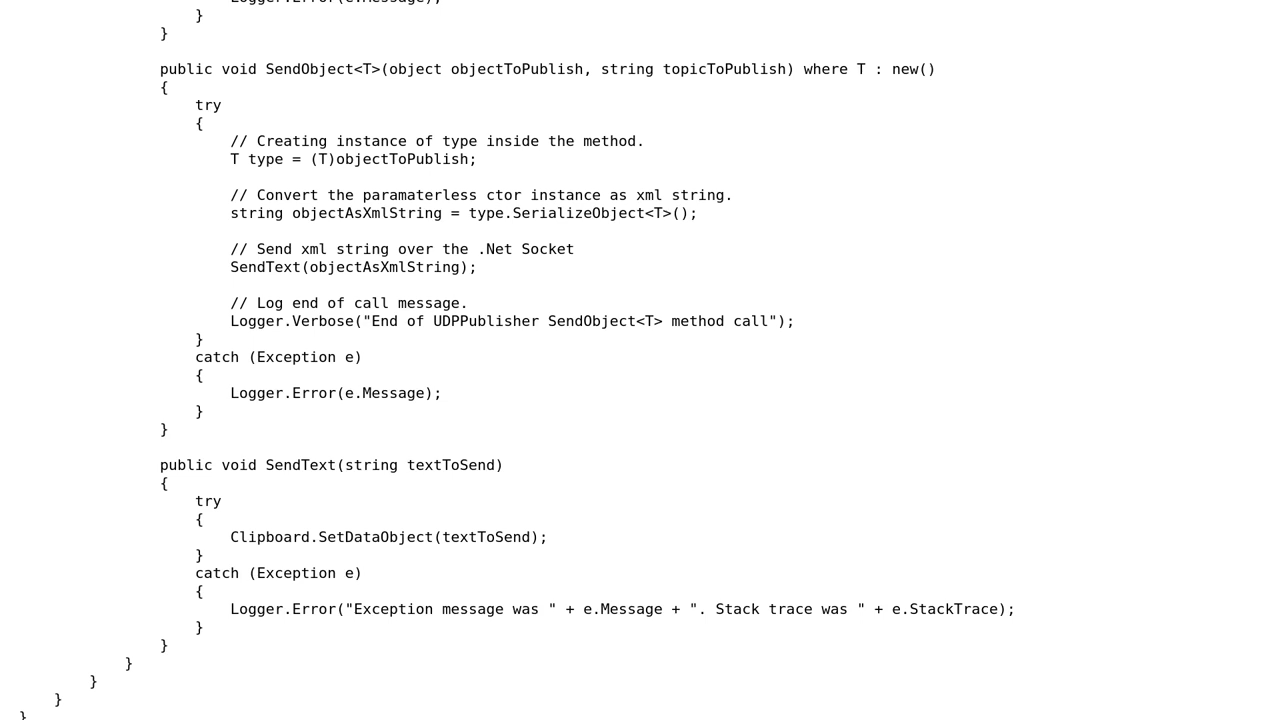 Logger.Error(e.Message);
}
}
public void SendObject<T>(object objectToPublish, string topicToPublish) where T : new()
{
try
{
// Creating instance of type inside the method.
T type = (T)objectToPublish;
// Convert the paramaterless ctor instance as xml string.
string objectAsXmlString = type.SerializeObject<T>();
// Send xml string over the .Net Socket
SendText(objectAsXmlString);
// Log end of call message.
Logger.Verbose("End of UDPPublisher SendObject<T> method call");
}
catch (Exception e)
{
Logger.Error(e.Message);
}
}
public void SendText(string textToSend)
{
try
{
Clipboard.SetDataObject(textToSend);
}
catch (Exception e)
{
Logger.Error("Exception message was " + e.Message + ". Stack trace was " + e.StackTrace);
}
}
}
}
}
}